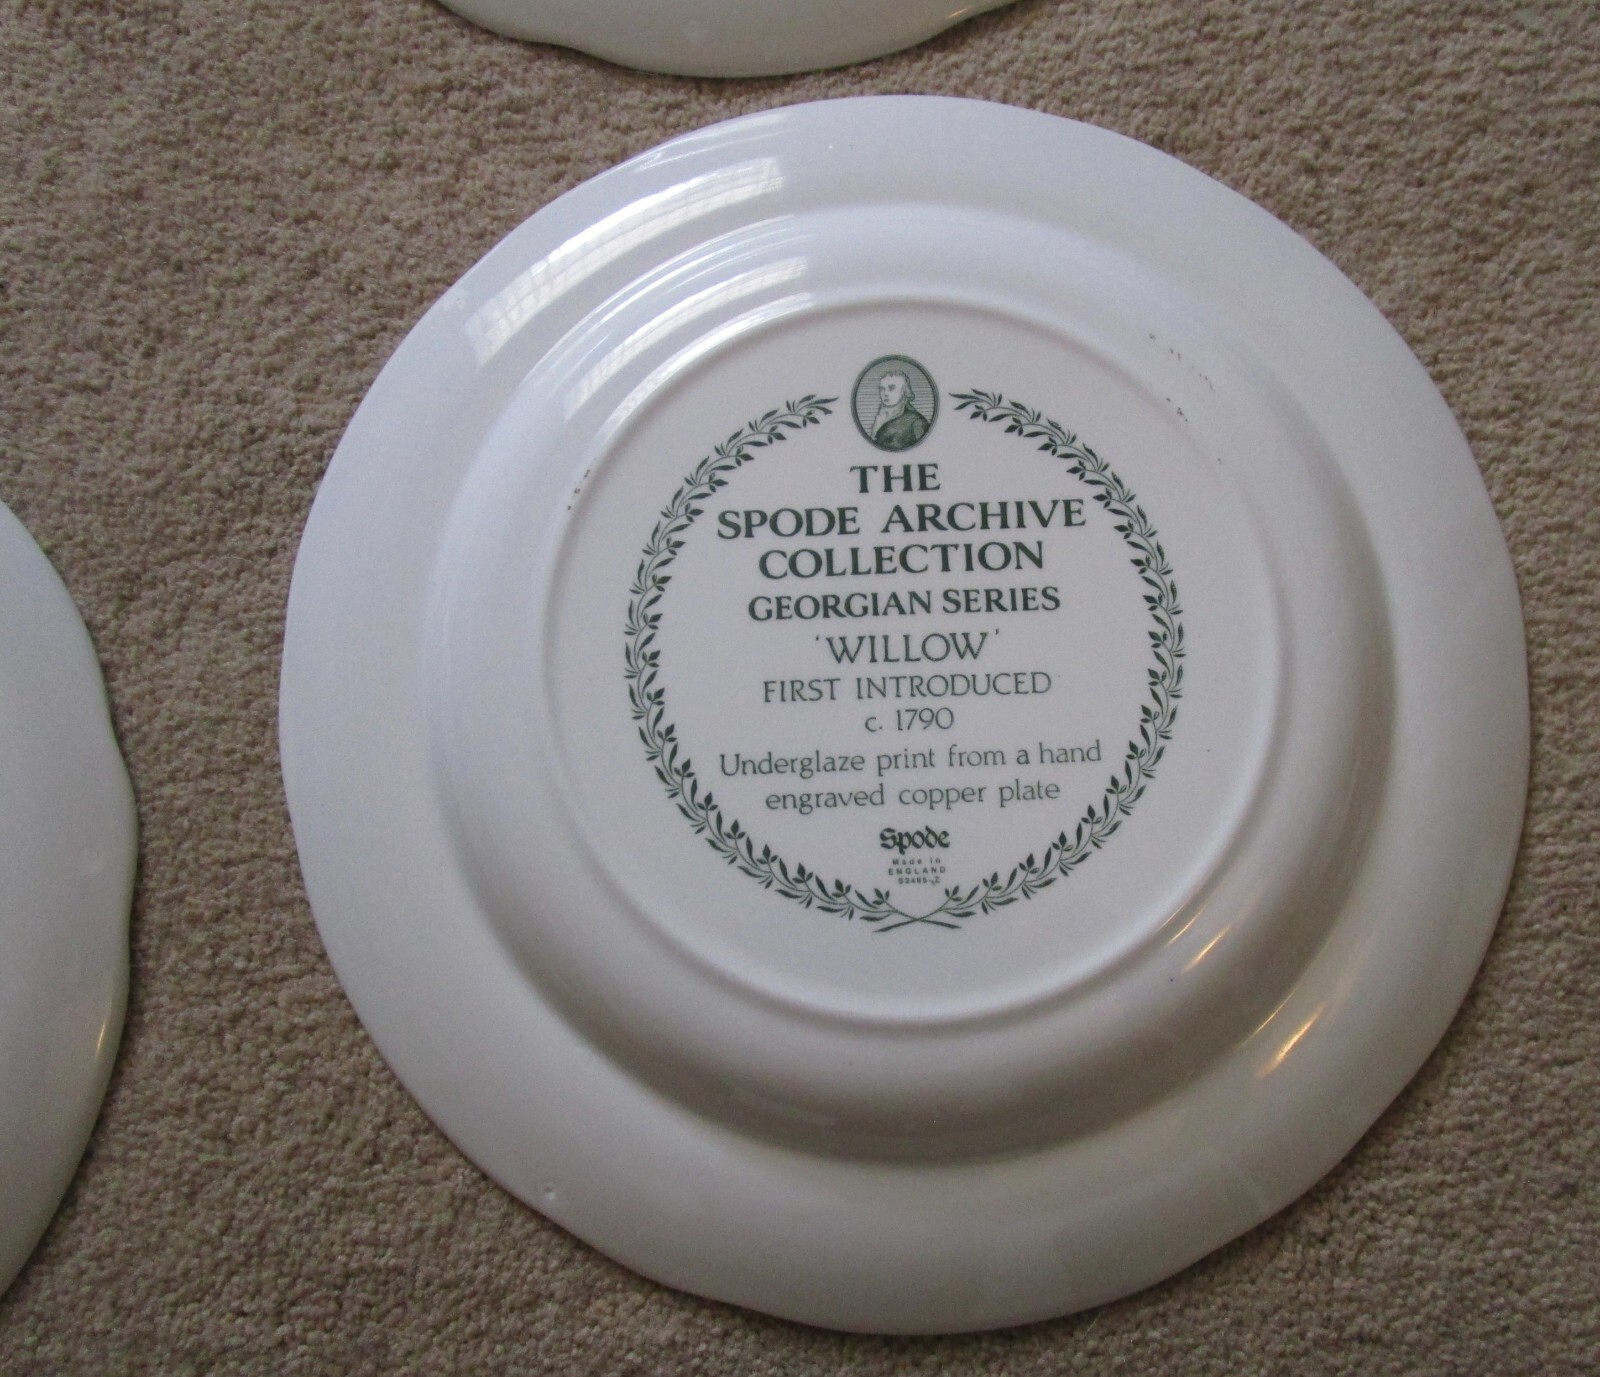 THE
SPODE ARCHIVE
COLLECTION
GEORGIAN SERIES
'WILLOW'
FIRST INTRODUCED
c. 1790
Underglaze print from a hand
engraved copper plate
Spode
Made in
ENGLAND